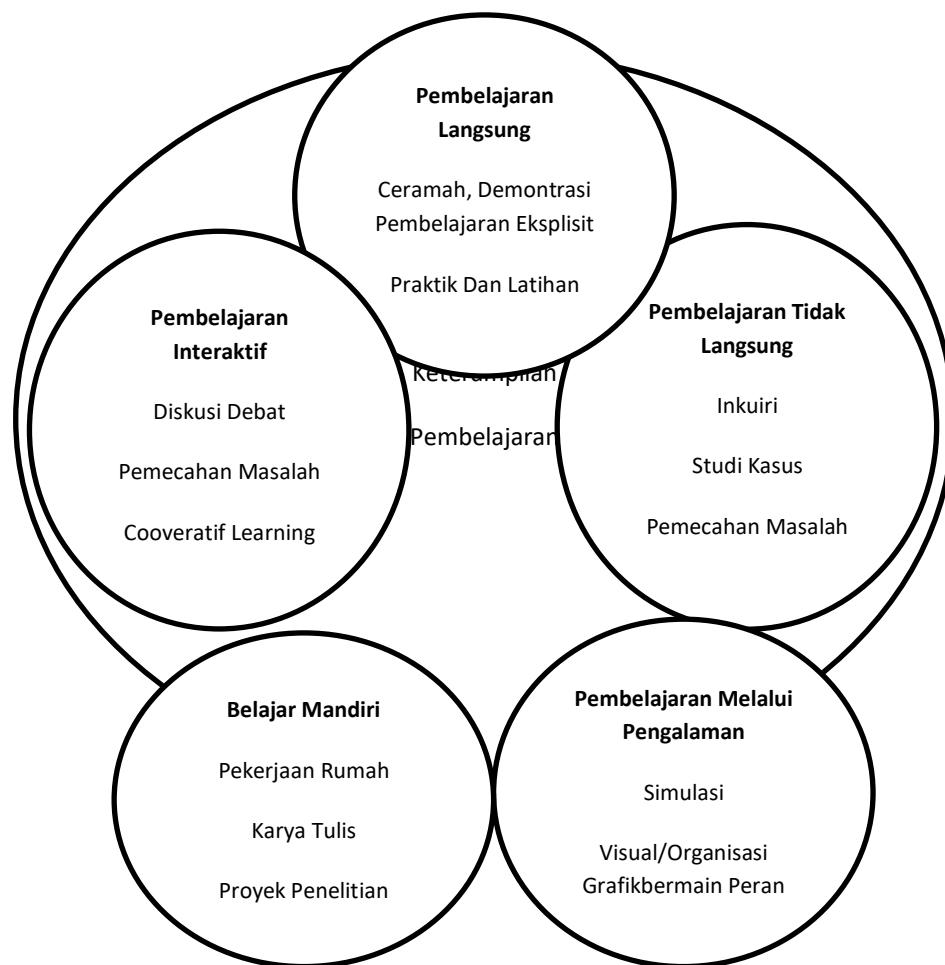 Pembelajaran
Langsung
Ceramah, Demontrasi
Pembelajaran Eksplisit
Praktik Dan Latihan
Pembelajaran
Interaktif
Diskusi Debat
Pemecahan Masalah
Cooveratif Learning
Keterampilan
Pembelajaran
Pembelajaran Tidak
Langsung
Inkuiri
Studi Kasus
Pemecahan Masalah
Belajar Mandiri
Pekerjaan Rumah
Karya Tulis
Proyek Penelitian
Pembelajaran Melalui
Pengalaman
Simulasi
Visual/Organisasi
Grafikbermain Peran